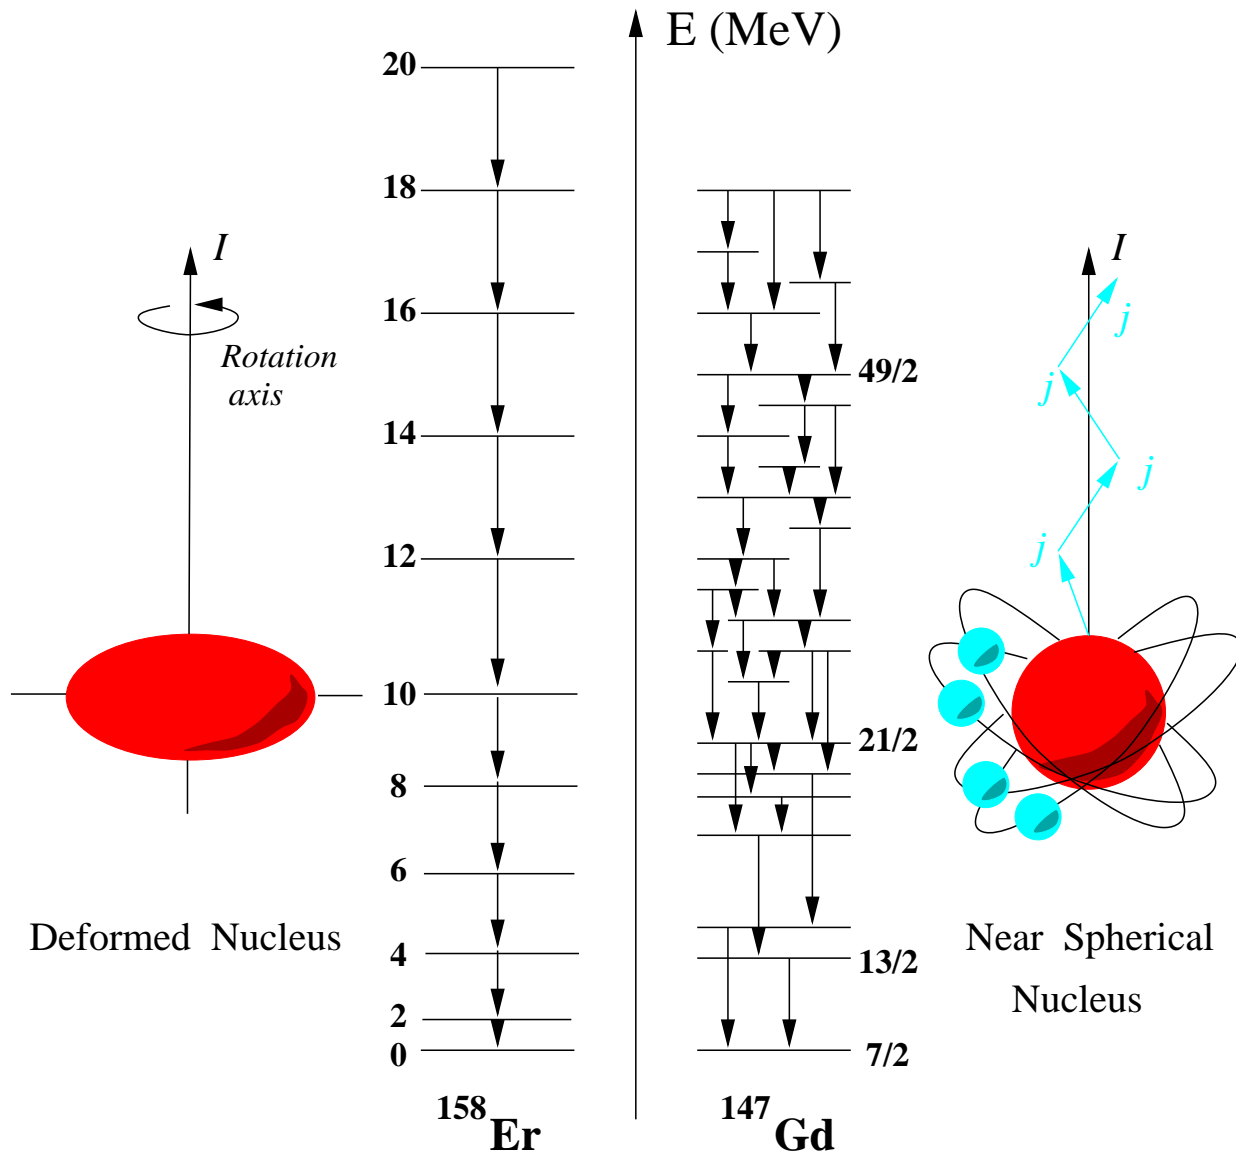 E (MeV)
20
18
16
14
12
10
8
6
4
2
0
I
Rotation
axis
Deformed Nucleus
158Er
49/2
21/2
13/2
7/2
147Gd
I
j
j
j
j
Near Spherical
Nucleus